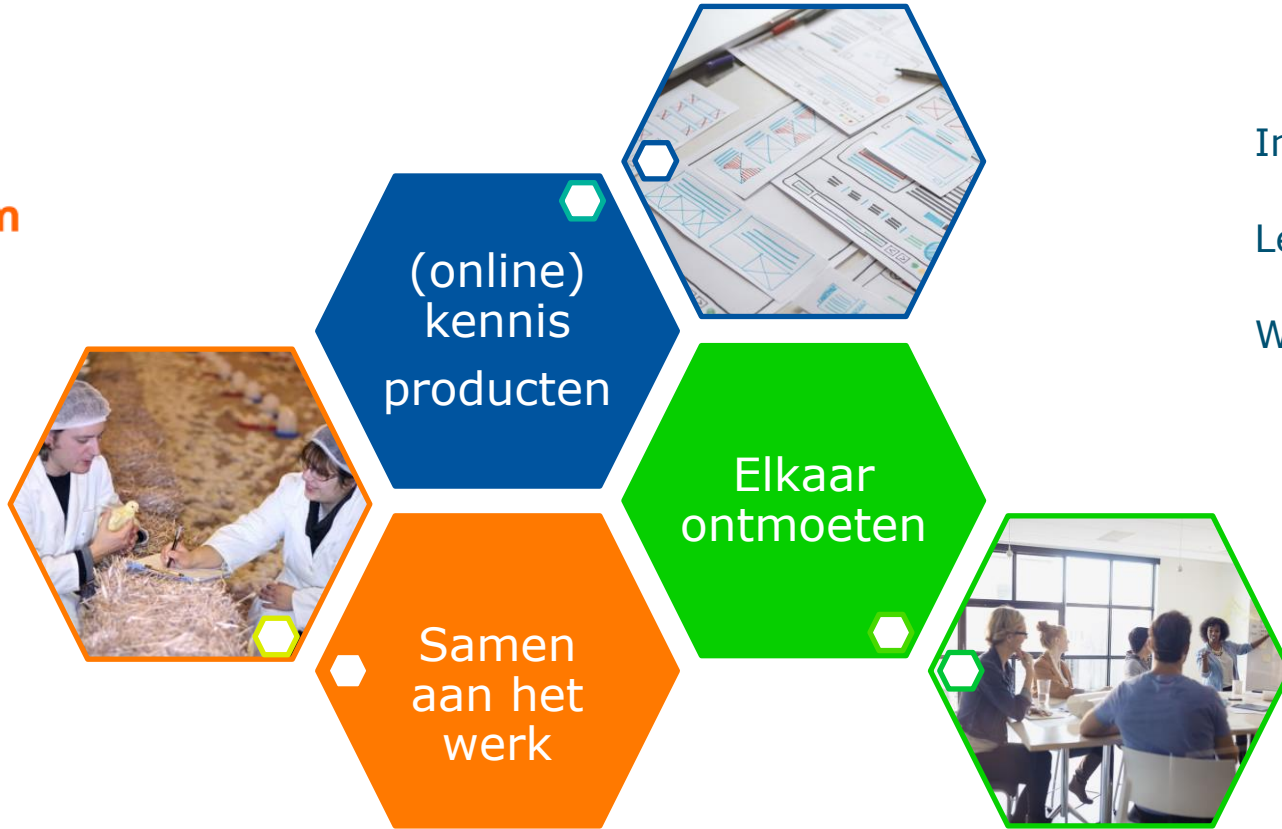 (online)
kennis
producten
Elkaar
ontmoeten
Samen
aan het
werk